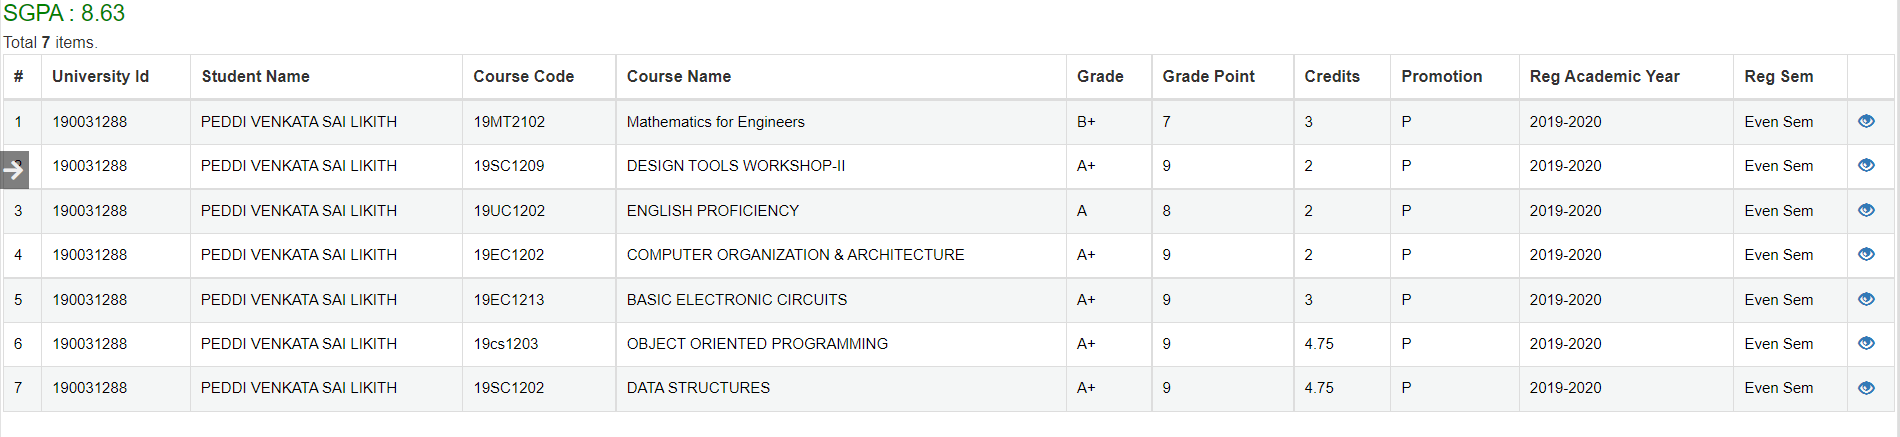 SGPA : 8.63
Total 7 items.
# University Id Student Name Course Code Course Name Grade Grade Point Credits Promotion Reg Academic Year Reg Sem
1 190031288 PEDDI VENKATA SAI LIKITH 19MT2102 Mathematics for Engineers B+ 7 3 P 2019-2020 Even Sem
190031288 PEDDI VENKATA SAI LIKITH 19SC1209 DESIGN TOOLS WORKSHOP-II A+ 9 2 P 2019-2020 Even Sem
3 190031288 PEDDI VENKATA SAI LIKITH 19UC1202 ENGLISH PROFICIENCY A 8 2 P 2019-2020 Even Sem
4 190031288 PEDDI VENKATA SAI LIKITH 19EC1202 COMPUTER ORGANIZATION & ARCHITECTURE A+ 9 2 P 2019-2020 Even Sem
5 190031288 PEDDI VENKATA SAI LIKITH 19EC1213 BASIC ELECTRONIC CIRCUITS A+ 9 3 P 2019-2020 Even Sem
6 190031288 PEDDI VENKATA SAI LIKITH 19cs1203 OBJECT ORIENTED PROGRAMMING A+ 9 4.75 P 2019-2020 Even Sem
7 190031288 PEDDI VENKATA SAI LIKITH 19SC1202 DATA STRUCTURES A+ 9 4.75 P 2019-2020 Even Sem